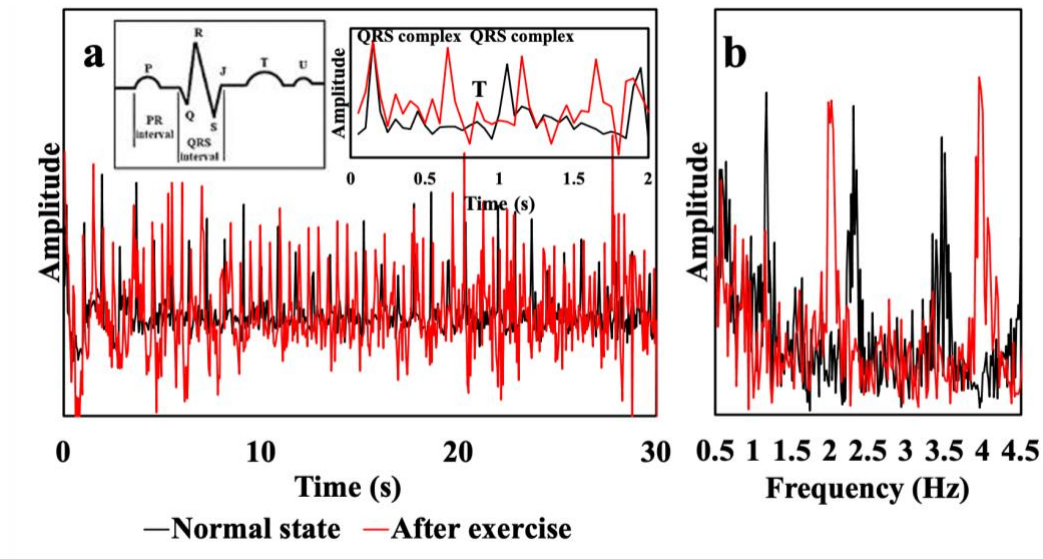 a
R
P
J
T
U
Q
S
PR
interval
QRS
interval
QRS complex QRS complex
T
Amplitude
0 0.5 1 1.5 2
Time (s)
Amplitude
0 10 20 30
Time (s)
b
Amplitude
0.5 1 1.5 2 2.5 3 3.5 4 4.5
Frequency (Hz)
Normal state After exercise